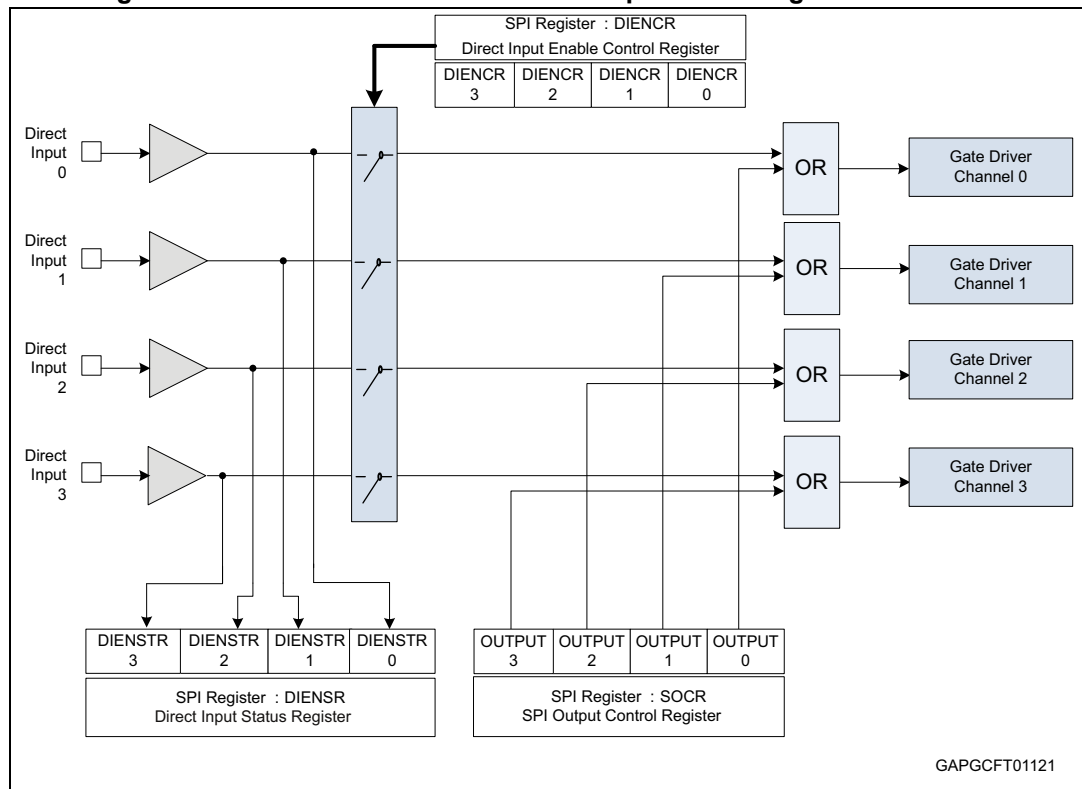 SPI Register : DIENCR
Direct Input Enable Control Register
DIENCR DIENCR DIENCR DIENCR
3 2 1 0
Direct
Input
0
OR
Gate Driver
Channel 0
Direct
Input
1
OR
Gate Driver
Channel 1
Direct
Input
2
OR
Gate Driver
Channel 2
Direct
Input
3
OR
Gate Driver
Channel 3
DIENSTR DIENSTR DIENSTR DIENSTR
3 2 1 0
SPI Register : DIENSR
Direct Input Status Register
OUTPUT OUTPUT OUTPUT OUTPUT
3 2 1 0
SPI Register : SOCR
SPI Output Control Register
GAPGCFT01121